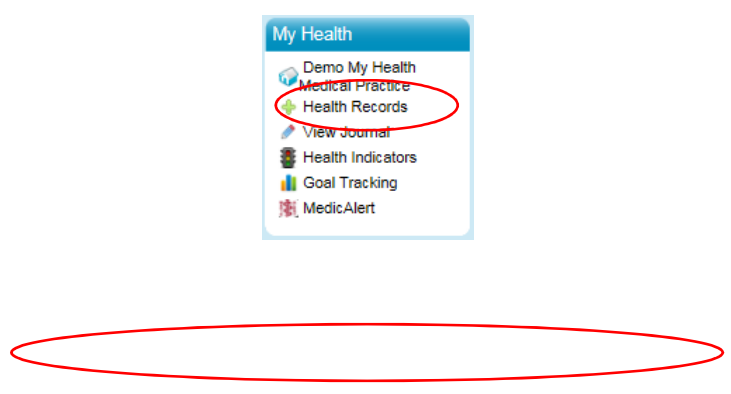 My Health
Demo My Health
Medical Practice
Health Records
View Journal
Health Indicators
Goal Tracking
MedicAlert